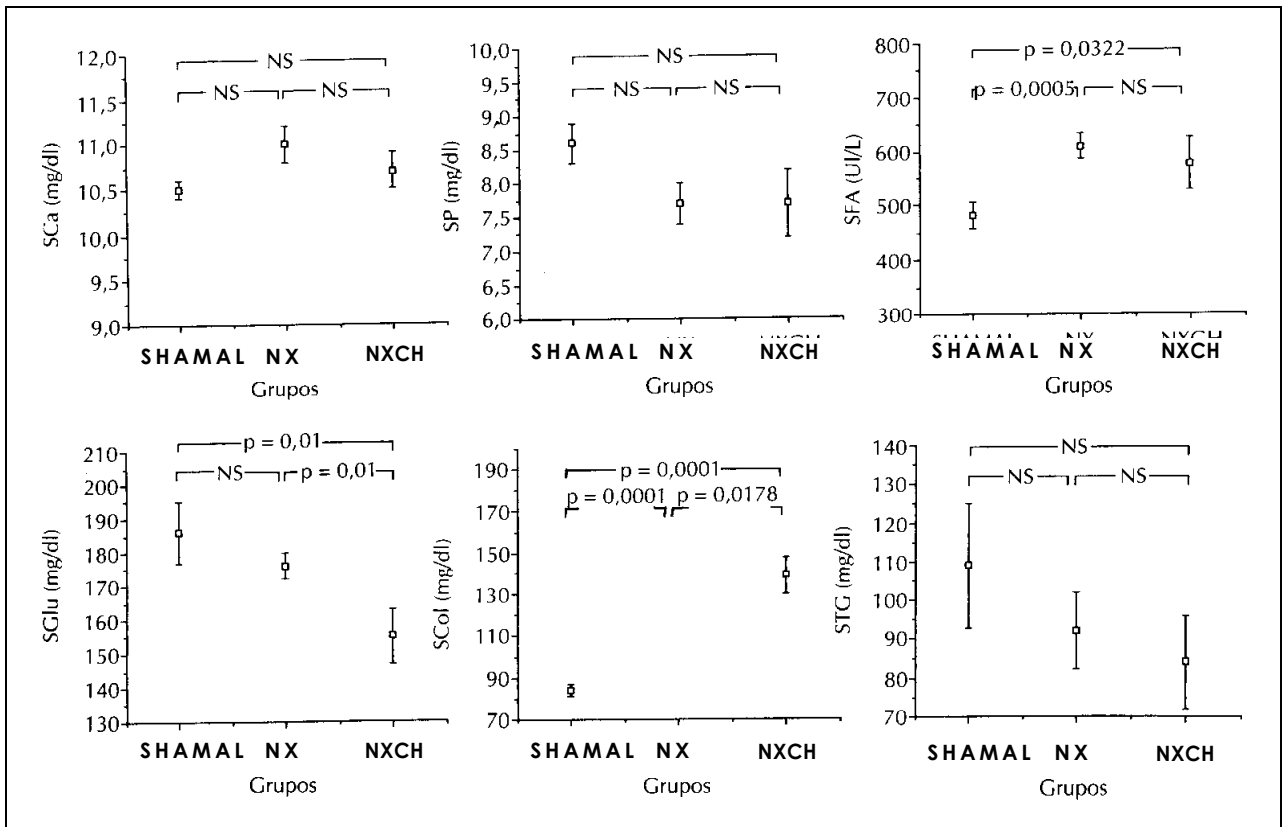 SCa (mg/dl)
12,0
11,5
11,0
10,5
10,0
9,5
9,0
NS
NS NS
SHAMAL NX NXCH
Grupos
SP (mg/dl)
10,0
9,5
9,0
8,5
8,0
7,5
7,0
6,5
6,0
NS
NS NS
SHAMAL NX NXCH
Grupos
SFA (UI/L)
800
700
600
500
400
300
p = 0,0322
p = 0,0005 NS
SHAMAL NX NXCH
Grupos
SGlu (mg/dl)
210
205
200
190
180
170
160
150
140
130
p = 0,01
NS p = 0,01
SHAMAL NX NXCH
Grupos
SCol (mg/dl)
190
170
150
130
110
90
70
p = 0,0001
p = 0,0001 p = 0,0178
SHAMAL NX NXCH
Grupos
STG (mg/dl)
140
130
120
110
100
90
80
70
NS
NS NS
SHAMAL NX NXCH
Grupos